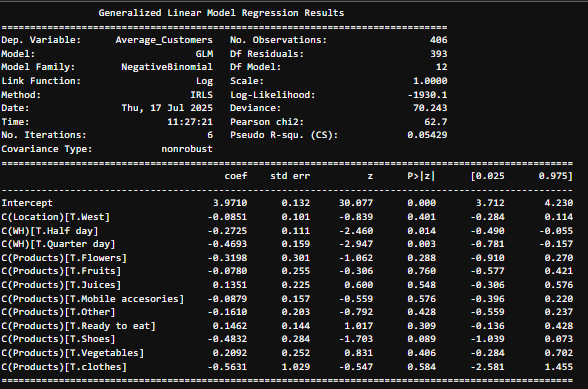 Generalized Linear Model Regression Results
==============================================================================
Dep. Variable: Average_Customers No. Observations: 406
Model: GLM Df Residuals: 393
Model Family: NegativeBinomial Df Model: 12
Link Function: Log Scale: 1.0000
Method: IRLS Log-Likelihood: -1930.1
Date: Thu, 17 Jul 2025 Deviance: 70.243
Time: 11:27:21 Pearson chi2: 62.7
No. Iterations: 6 Pseudo R-squ. (CS): 0.05429
Covariance Type: nonrobust
==============================================================================
coef std err z P>|z| [0.025 0.975]
------------------------------------------------------------------------------
Intercept 3.9710 0.132 30.077 0.000 3.712 4.230
C(Location)[T.West] -0.0851 0.101 -0.839 0.401 -0.284 0.114
C(WH)[T.Half day] -0.2725 0.111 -2.460 0.014 -0.490 -0.055
C(WH)[T.Quarter day] -0.4693 0.159 -2.947 0.003 -0.781 -0.157
C(Products)[T.Flowers] -0.3198 0.301 -1.062 0.288 -0.910 0.270
C(Products)[T.Fruits] -0.0780 0.255 -0.306 0.760 -0.577 0.421
C(Products)[T.Juices] 0.1351 0.225 0.600 0.548 -0.306 0.576
C(Products)[T.Mobile accesories] -0.0879 0.157 -0.559 0.576 -0.396 0.220
C(Products)[T.Other] -0.1610 0.203 -0.792 0.428 -0.559 0.237
C(Products)[T.Ready to eat] 0.1462 0.144 1.017 0.309 -0.136 0.428
C(Products)[T.Shoes] -0.4832 0.284 -1.703 0.089 -1.039 0.073
C(Products)[T.Vegetables] 0.2092 0.252 0.831 0.406 -0.284 0.702
C(Products)[T.clothes] -0.5631 1.029 -0.547 0.584 -2.581 1.455
==============================================================================